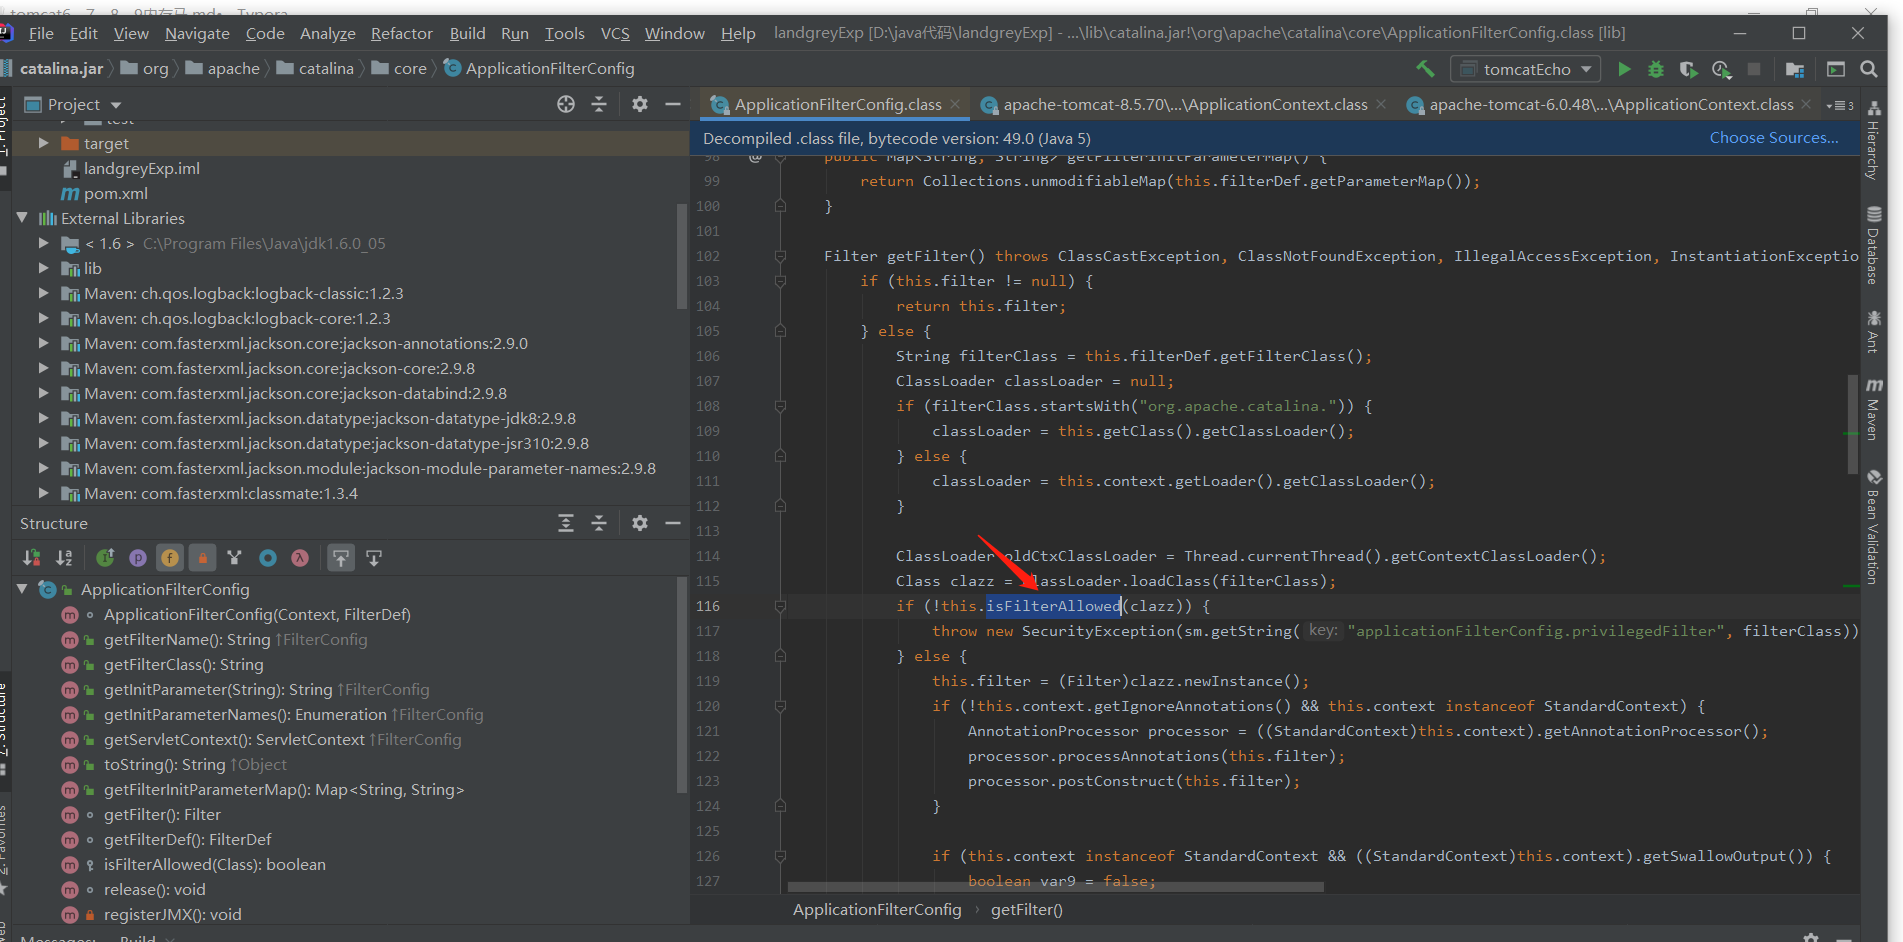 File Edit View Navigate Code Analyze Refactor Build Run Tools VCS Window Help landgreyExp [D:\java代码\landgreyExp] - ...\lib\catalina.jar!\org\apache\catalina\core\ApplicationFilterConfig.class [lib]
catalina.jar org apache catalina core ApplicationFilterConfig tomcatEcho
Project
target
landgreyExp.iml
pom.xml
External Libraries
< 1.6 > C:\Program Files\Java\jdk1.6.0_05
lib
Maven: ch.qos.logback:logback-classic:1.2.3
Maven: ch.qos.logback:logback-core:1.2.3
Maven: com.fasterxml.jackson.core:jackson-annotations:2.9.0
Maven: com.fasterxml.jackson.core:jackson-core:2.9.8
Maven: com.fasterxml.jackson.core:jackson-databind:2.9.8
Maven: com.fasterxml.jackson.datatype:jackson-datatype-jdk8:2.9.8
Maven: com.fasterxml.jackson.datatype:jackson-datatype-jsr310:2.9.8
Maven: com.fasterxml.jackson.module:jackson-module-parameter-names:2.9.8
Maven: com.fasterxml:classmate:1.3.4
Structure
ApplicationFilterConfig
ApplicationFilterConfig(Context, FilterDef)
getFilterName(): String ↑FilterConfig
getFilterClass(): String
getInitParameter(String): String ↑FilterConfig
getInitParameterNames(): Enumeration ↑FilterConfig
getServletContext(): ServletContext ↑FilterConfig
toString(): String ↑Object
getFilterInitParameterMap(): Map<String, String>
getFilter(): Filter
getFilterDef(): FilterDef
isFilterAllowed(Class): boolean
release(): void
registerJMX(): void
ApplicationFilterConfig.class apache-tomcat-8.5.70\...\ApplicationContext.class apache-tomcat-6.0.48\...\ApplicationContext.class 3
Decompiled .class file, bytecode version: 49.0 (Java 5) Choose Sources...
98 public Map<String, String> getFilterInitParameterMap() {
99 return Collections.unmodifiableMap(this.filterDef.getParameterMap());
100 }
101
102 Filter getFilter() throws ClassCastException, ClassNotFoundException, IllegalAccessException, InstantiationExceptio
103 if (this.filter != null) {
104 return this.filter;
105 } else {
106 String filterClass = this.filterDef.getFilterClass();
107 ClassLoader classLoader = null;
108 if (filterClass.startsWith("org.apache.catalina.")) {
109 classLoader = this.getClass().getClassLoader();
110 } else {
111 classLoader = this.context.getLoader().getClassLoader();
112 }
113
114 ClassLoader oldCtxClassLoader = Thread.currentThread().getContextClassLoader();
115 Class clazz = classLoader.loadClass(filterClass);
116 if (!this.isFilterAllowed(clazz)) {
117 throw new SecurityException(sm.getString( key: "applicationFilterConfig.privilegedFilter", filterClass))
118 } else {
119 this.filter = (Filter)clazz.newInstance();
120 if (!this.context.getIgnoreAnnotations() && this.context instanceof StandardContext) {
121 AnnotationProcessor processor = ((StandardContext)this.context).getAnnotationProcessor();
122 processor.processAnnotations(this.filter);
123 processor.postConstruct(this.filter);
124 }
125
126 if (this.context instanceof StandardContext && ((StandardContext)this.context).getSwallowOutput()) {
127 boolean var9 = false;
ApplicationFilterConfig › getFilter()
Hierarchy
Database
Ant
Maven
Bean Validation
Messages: Build